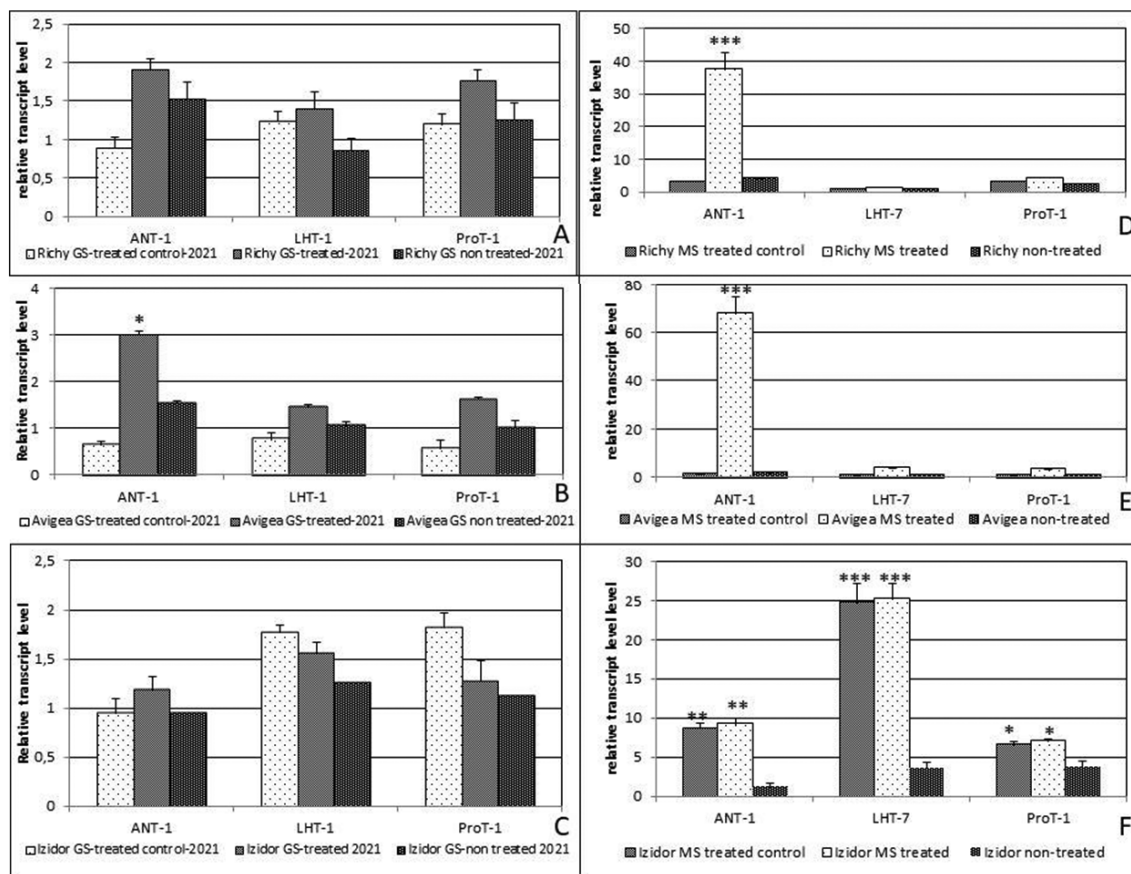 relative transcript level
2,5
2
1,5
1
0,5
0
ANT-1 LHT-1 ProT-1
A
Richy GS-treated control-2021 Richy GS-treated-2021 Richy GS non treated-2021
Relative transcript level
4
3
2
1
0
*
ANT-1 LHT-1 ProT-1
B
Avigea GS-treated control-2021 Avigea GS-treated-2021 Avigea GS non treated-2021
Relative transcript level
2,5
2
1,5
1
0,5
0
ANT-1 LHT-1 ProT-1
C
Izidor GS-treated control-2021 Izidor GS-treated 2021 Izidor GS-non treated 2021
relative transcript level
50
40
30
20
10
0
***
ANT-1 LHT-7 ProT-1
D
Richy MS treated control Richy MS treated Richy non-treated
relative transcript level
80
60
40
20
0
***
ANT-1 LHT-7 ProT-1
E
Avigea MS treated control Avigea MS treated Avigea non-treated
relative transcript level level
30
25
20
15
10
5
0
** ** *** *** * *
ANT-1 LHT-7 ProT-1
F
Izidor MS treated control Izidor MS treated Izidor non-treated